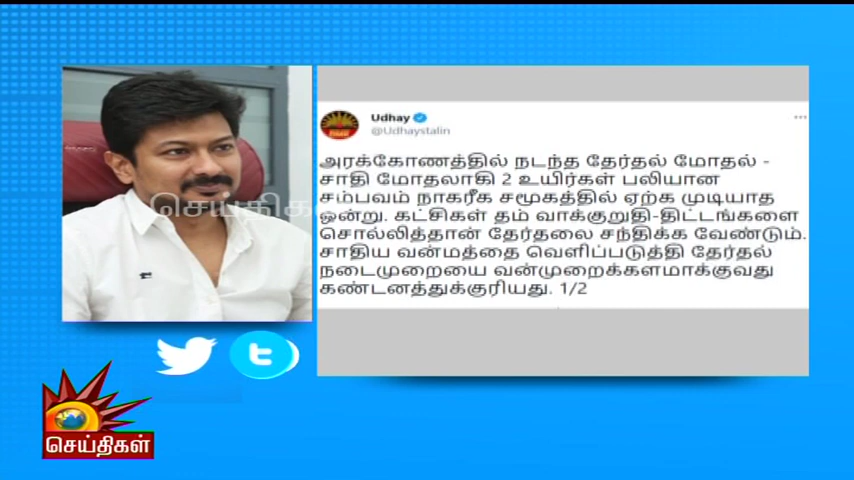 Udhay
@Udhaystalin
அரக்கோணத்தில் நடந்த தேர்தல் மோதல் -
சாதி மோதலாகி 2 உயிர்கள் பலியான
சம்பவம் நாகரீக சமூகத்தில் ஏற்க முடியாத
ஒன்று. கட்சிகள் தம் வாக்குறுதி-திட்டங்களை
சொல்லித்தான் தேர்தலை சந்திக்க வேண்டும்.
சாதிய வன்மத்தை வெளிப்படுத்தி தேர்தல்
நடைமுறையை வன்முறைக்களமாக்குவது
கண்டனத்துக்குரியது. 1/2
செய்திகள்